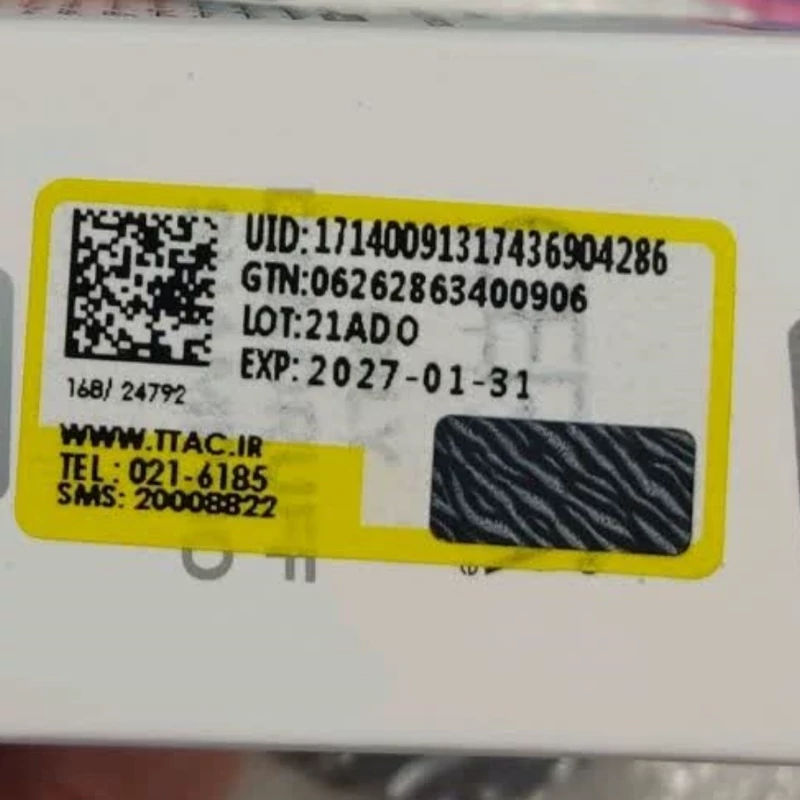 UID:17140091317436904286
GTN:06262863400906
LOT:21ADO
EXP: 2027-01-31
168/ 24792
WWW.TTAC.IR
TEL: 021-6185
SMS: 20008822